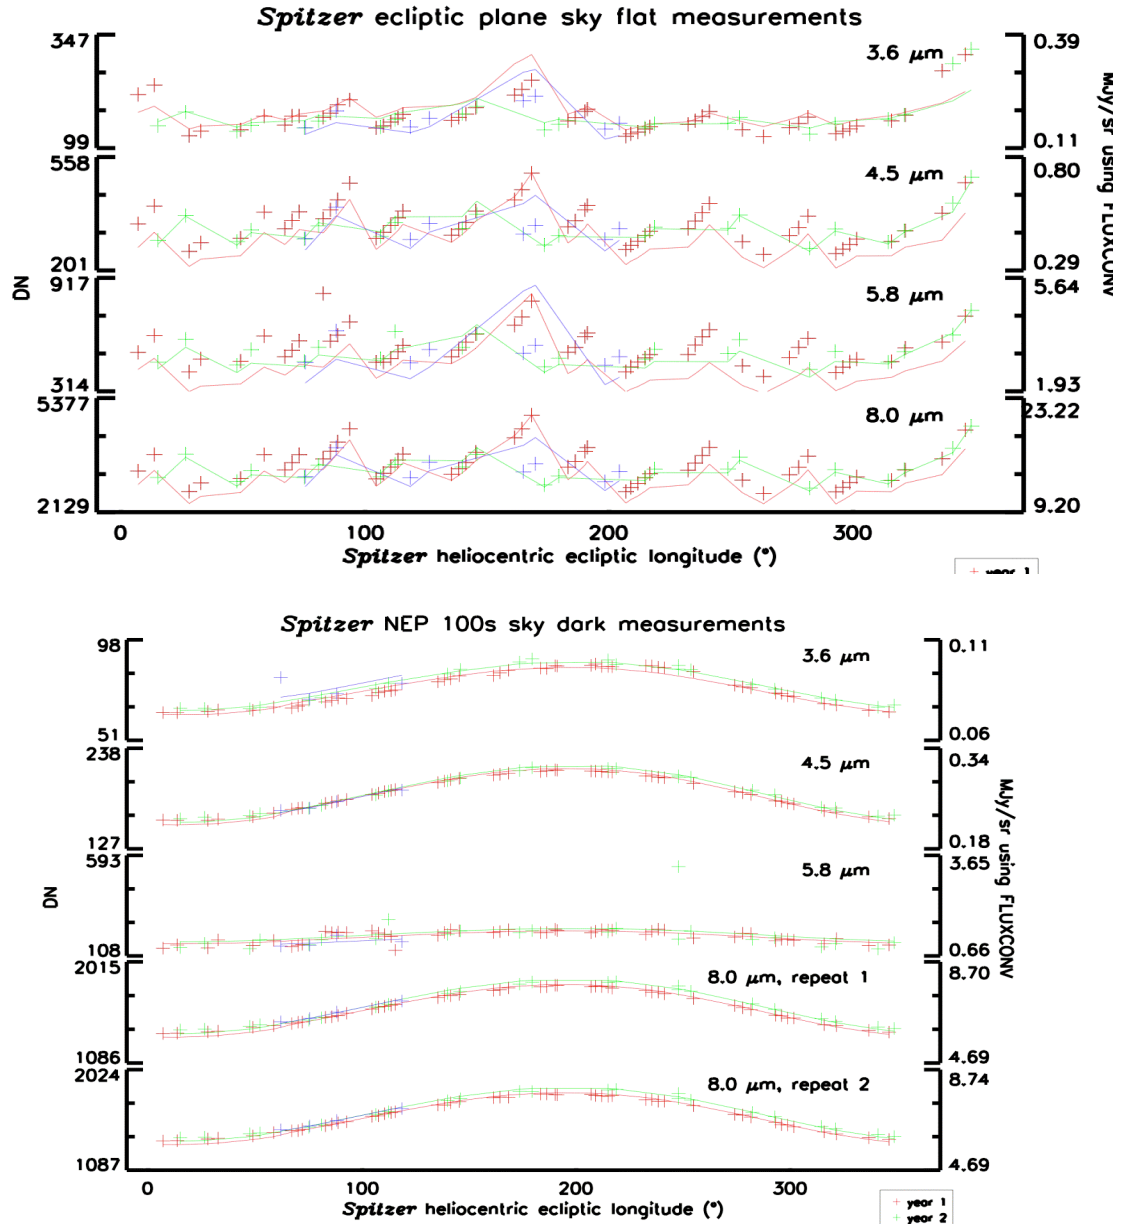 Spitzer ecliptic plane sky flat measurements
347
0.39
3.6 μm
99
0.11
558
0.80
4.5 μm
201
0.29
917
5.64
5.8 μm
314
1.93
5377
23.22
8.0 μm
2129
9.20
DN
MJy/sr using FLUXCONV
0 100 200 300
Spitzer heliocentric ecliptic longitude (°)
year 1
Spitzer NEP 100s sky dark measurements
98
0.11
3.6 μm
51
0.06
238
0.34
4.5 μm
127
0.18
593
3.65
5.8 μm
108
0.66
2015
8.70
8.0 μm, repeat 1
1086
4.69
2024
8.74
8.0 μm, repeat 2
1087
4.69
DN
MJy/sr using FLUXCONV
0 100 200 300
Spitzer heliocentric ecliptic longitude (°)
year 1
year 2